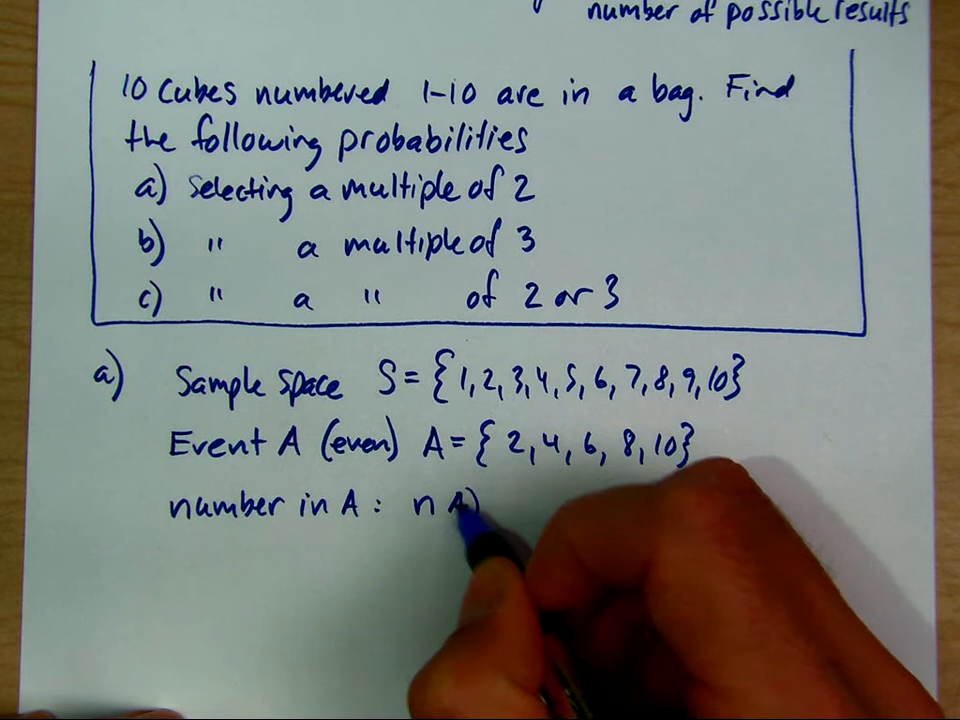 number of possible results
10 Cubes numbered 1-10 are in a bag. Find
the following probabilities
a) Selecting a multiple of 2
b) " a multiple of 3
c) " a " of 2 or 3
a) Sample Space S = {1,2,3,4,5,6,7,8,9,10}
Event A (even) A = {2,4,6,8,10}
number in A: n A)